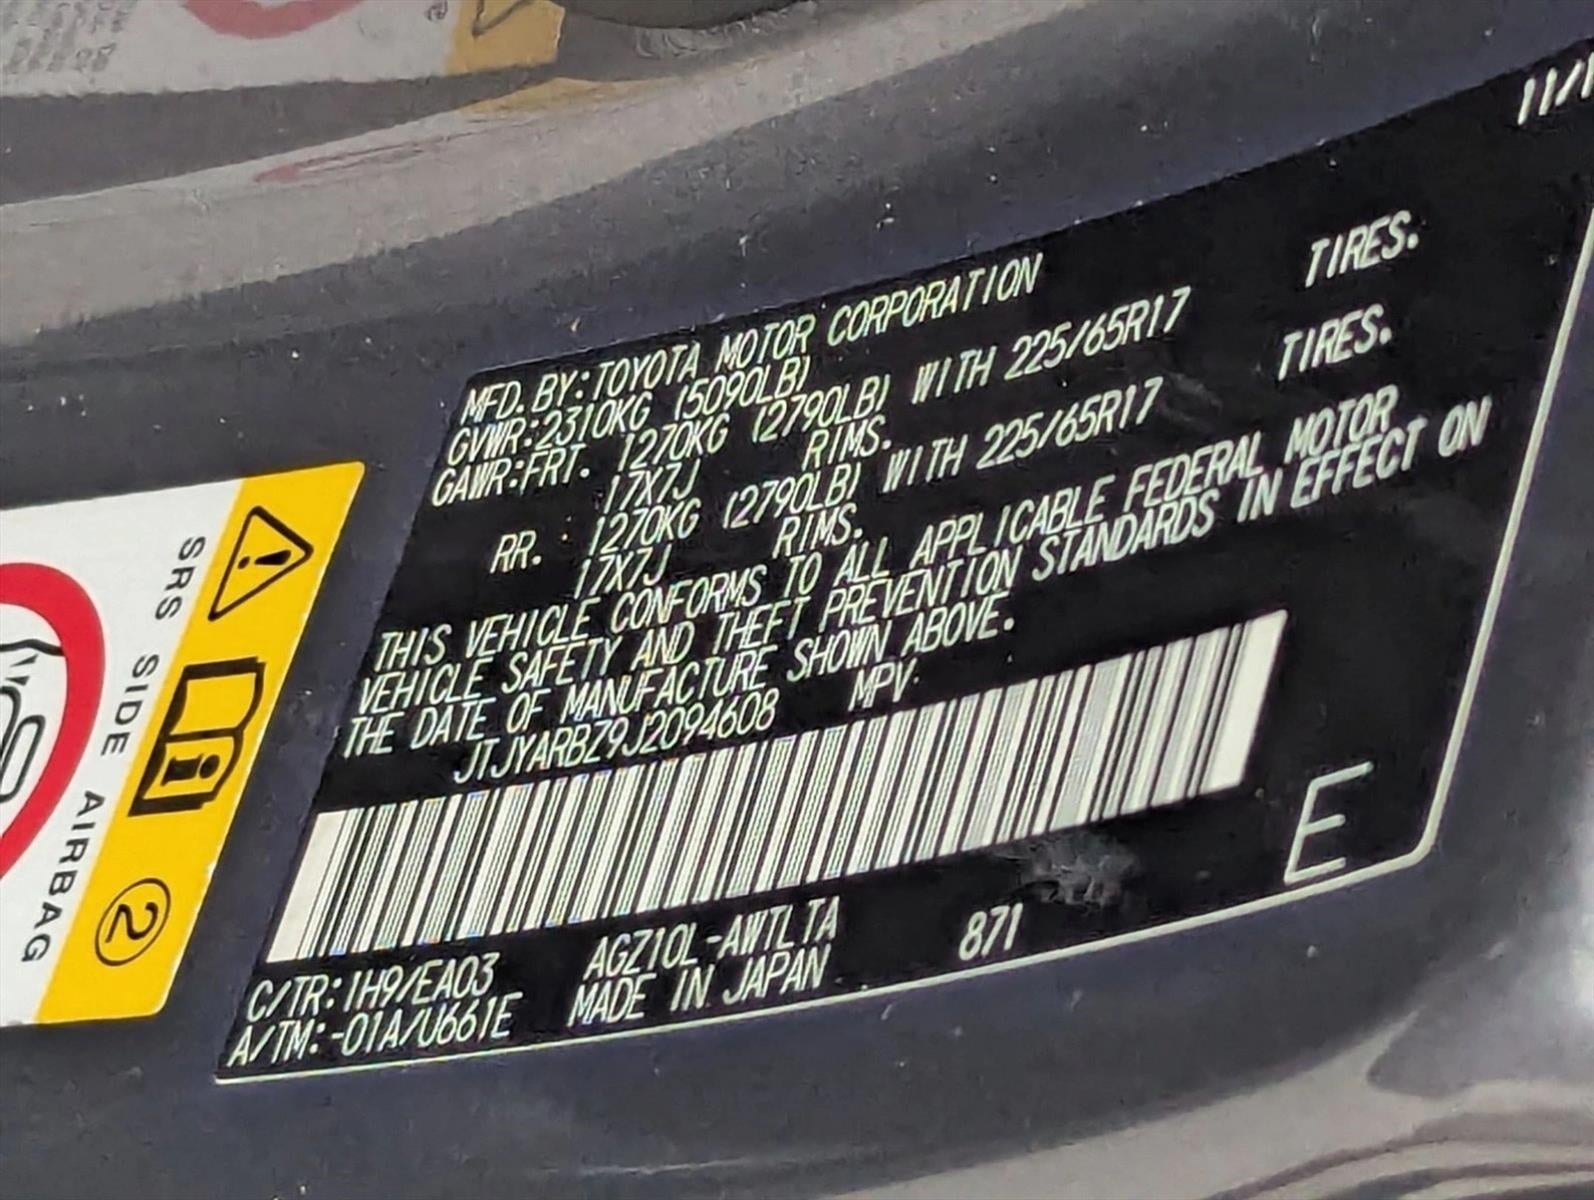 11/1
MFD. BY:TOYOTA MOTOR CORPORATION
GVWR:2310KG (5090LB)
GAWR:FRT. 1270KG (2790LB) WITH 225/65R17 TIRES.
17X7J RIMS.
RR. 1270KG (2790LB) WITH 225/65R17 TIRES.
17X7J RIMS.
THIS VEHICLE CONFORMS TO ALL APPLICABLE FEDERAL MOTOR
VEHICLE SAFETY AND THEFT PREVENTION STANDARDS IN EFFECT ON
THE DATE OF MANUFACTURE SHOWN ABOVE.
JTJYARBZ9J2094608 MPV
E
C/TR:1H9/EA03 AGZ10L-AWTLTA 871
A/TM:-01A/U661E MADE IN JAPAN
SRS SIDE AIRBAG
2